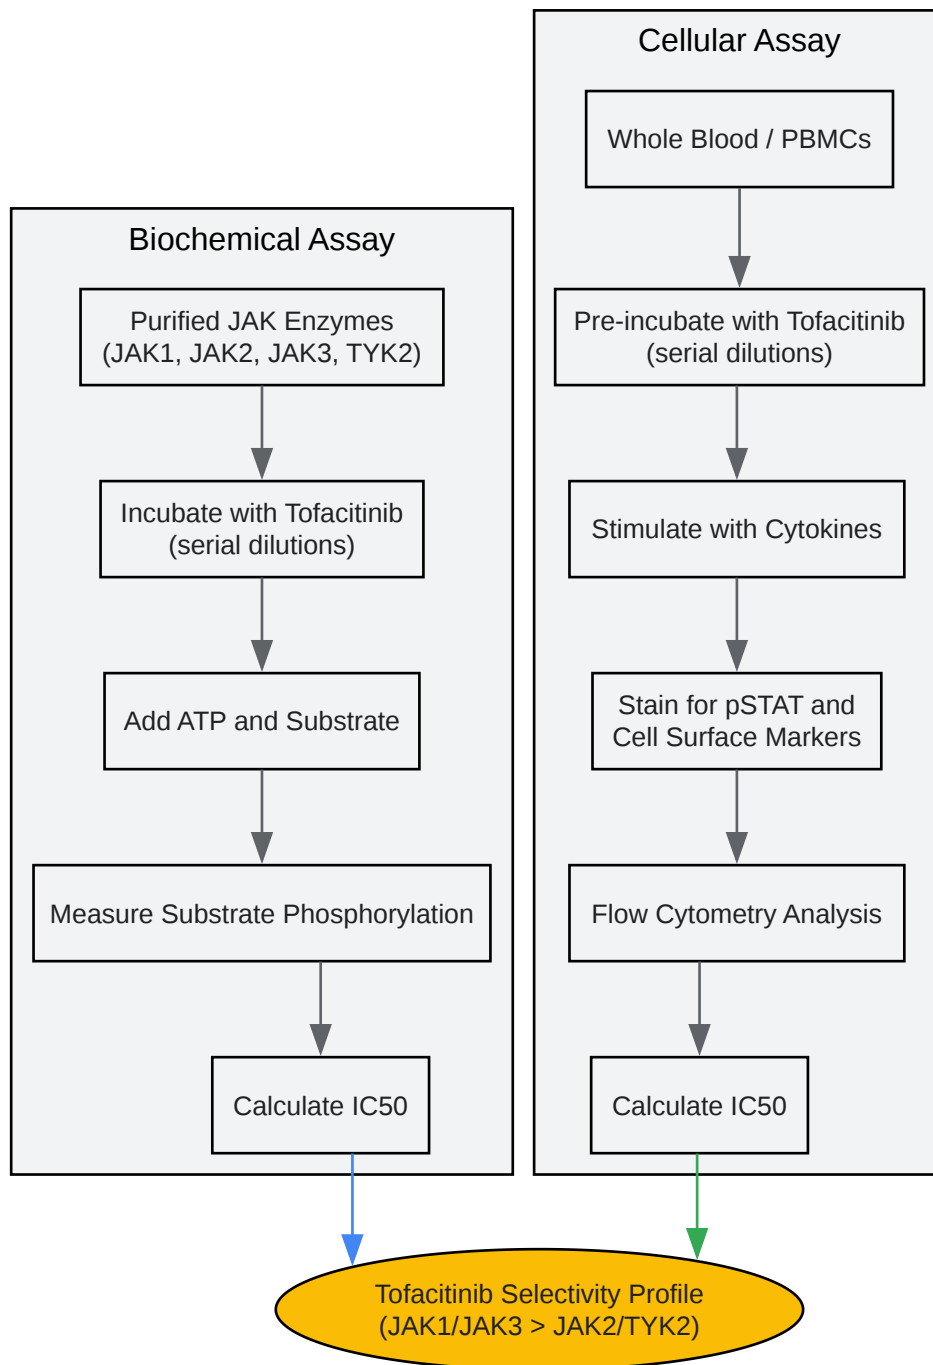 Biochemical Assay
Purified JAK Enzymes
(JAK1, JAK2, JAK3, TYK2)
Incubate with Tofacitinib
(serial dilutions)
Add ATP and Substrate
Measure Substrate Phosphorylation
Calculate IC50
Cellular Assay
Whole Blood / PBMCs
Pre-incubate with Tofacitinib
(serial dilutions)
Stimulate with Cytokines
Stain for pSTAT and
Cell Surface Markers
Flow Cytometry Analysis
Calculate IC50
Tofacitinib Selectivity Profile
(JAK1/JAK3 > JAK2/TYK2)